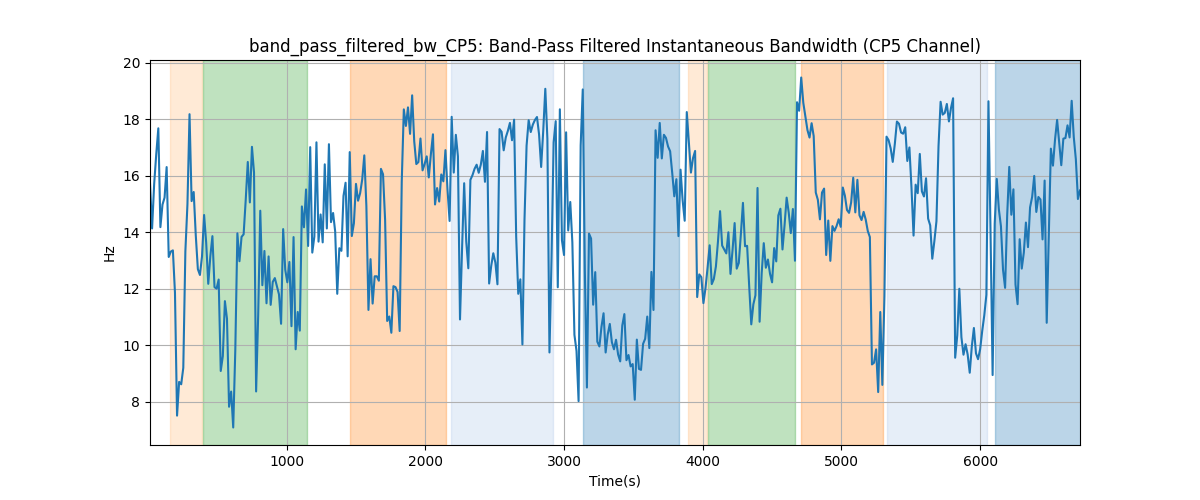 band_pass_filtered_bw_CP5: Band-Pass Filtered Instantaneous Bandwidth (CP5 Channel)
20
18
16
14
12
10
8
Hz
1000 2000 3000 4000 5000 6000
Time(s)